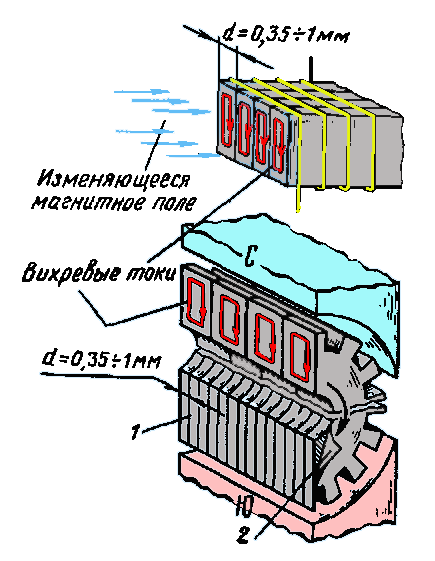 d=0,35÷1мм
Изменяющееся
магнитное поле
С
Вихревые токи
d=0,35÷1мм
1
Ю
2